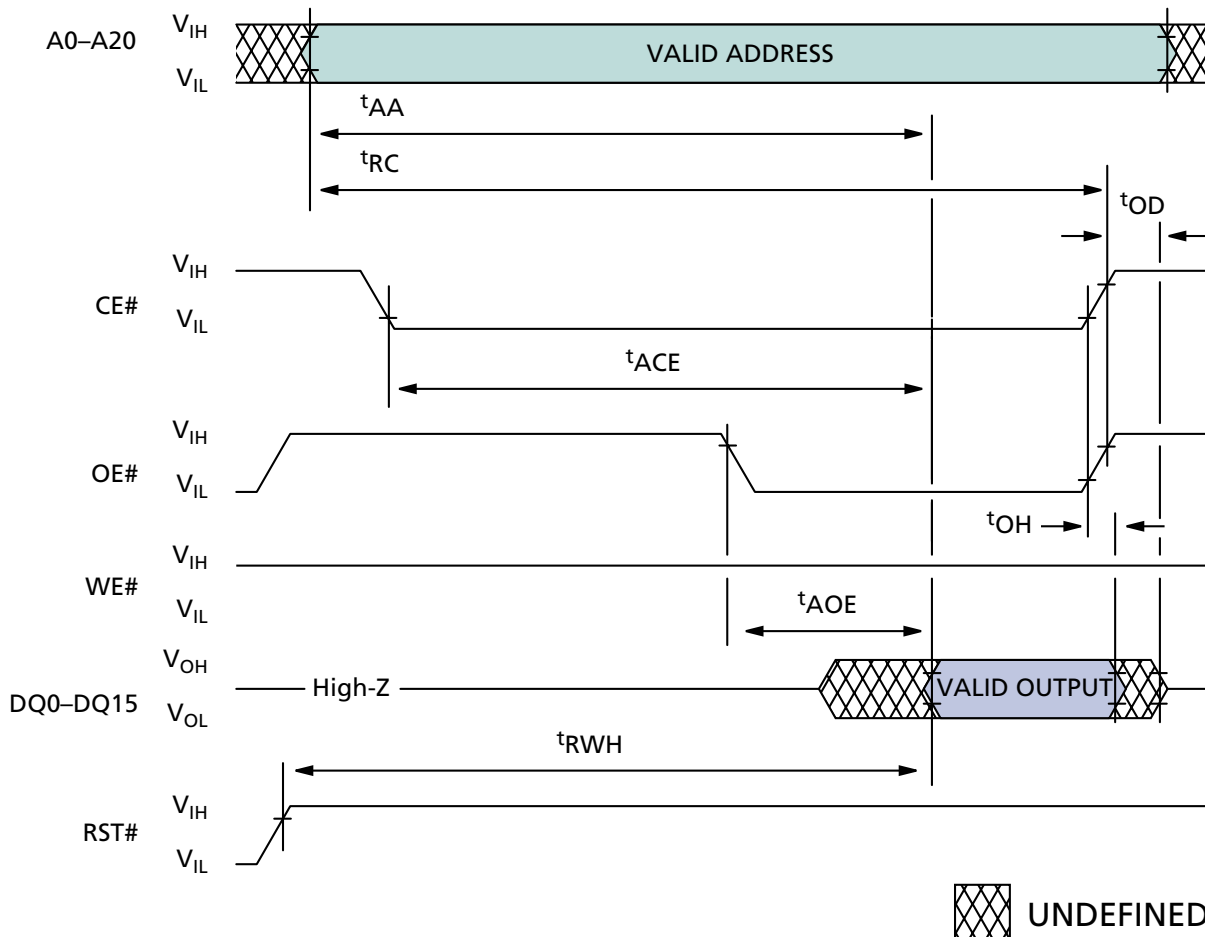 A0–A20
VIH
VIL
VALID ADDRESS
tAA
tRC
tOD
CE#
VIH
VIL
tACE
OE#
VIH
VIL
tOH
WE#
VIH
VIL
tAOE
DQ0–DQ15
VOH
VOL
High-Z
VALID OUTPUT
tRWH
RST#
VIH
VIL
UNDEFINED